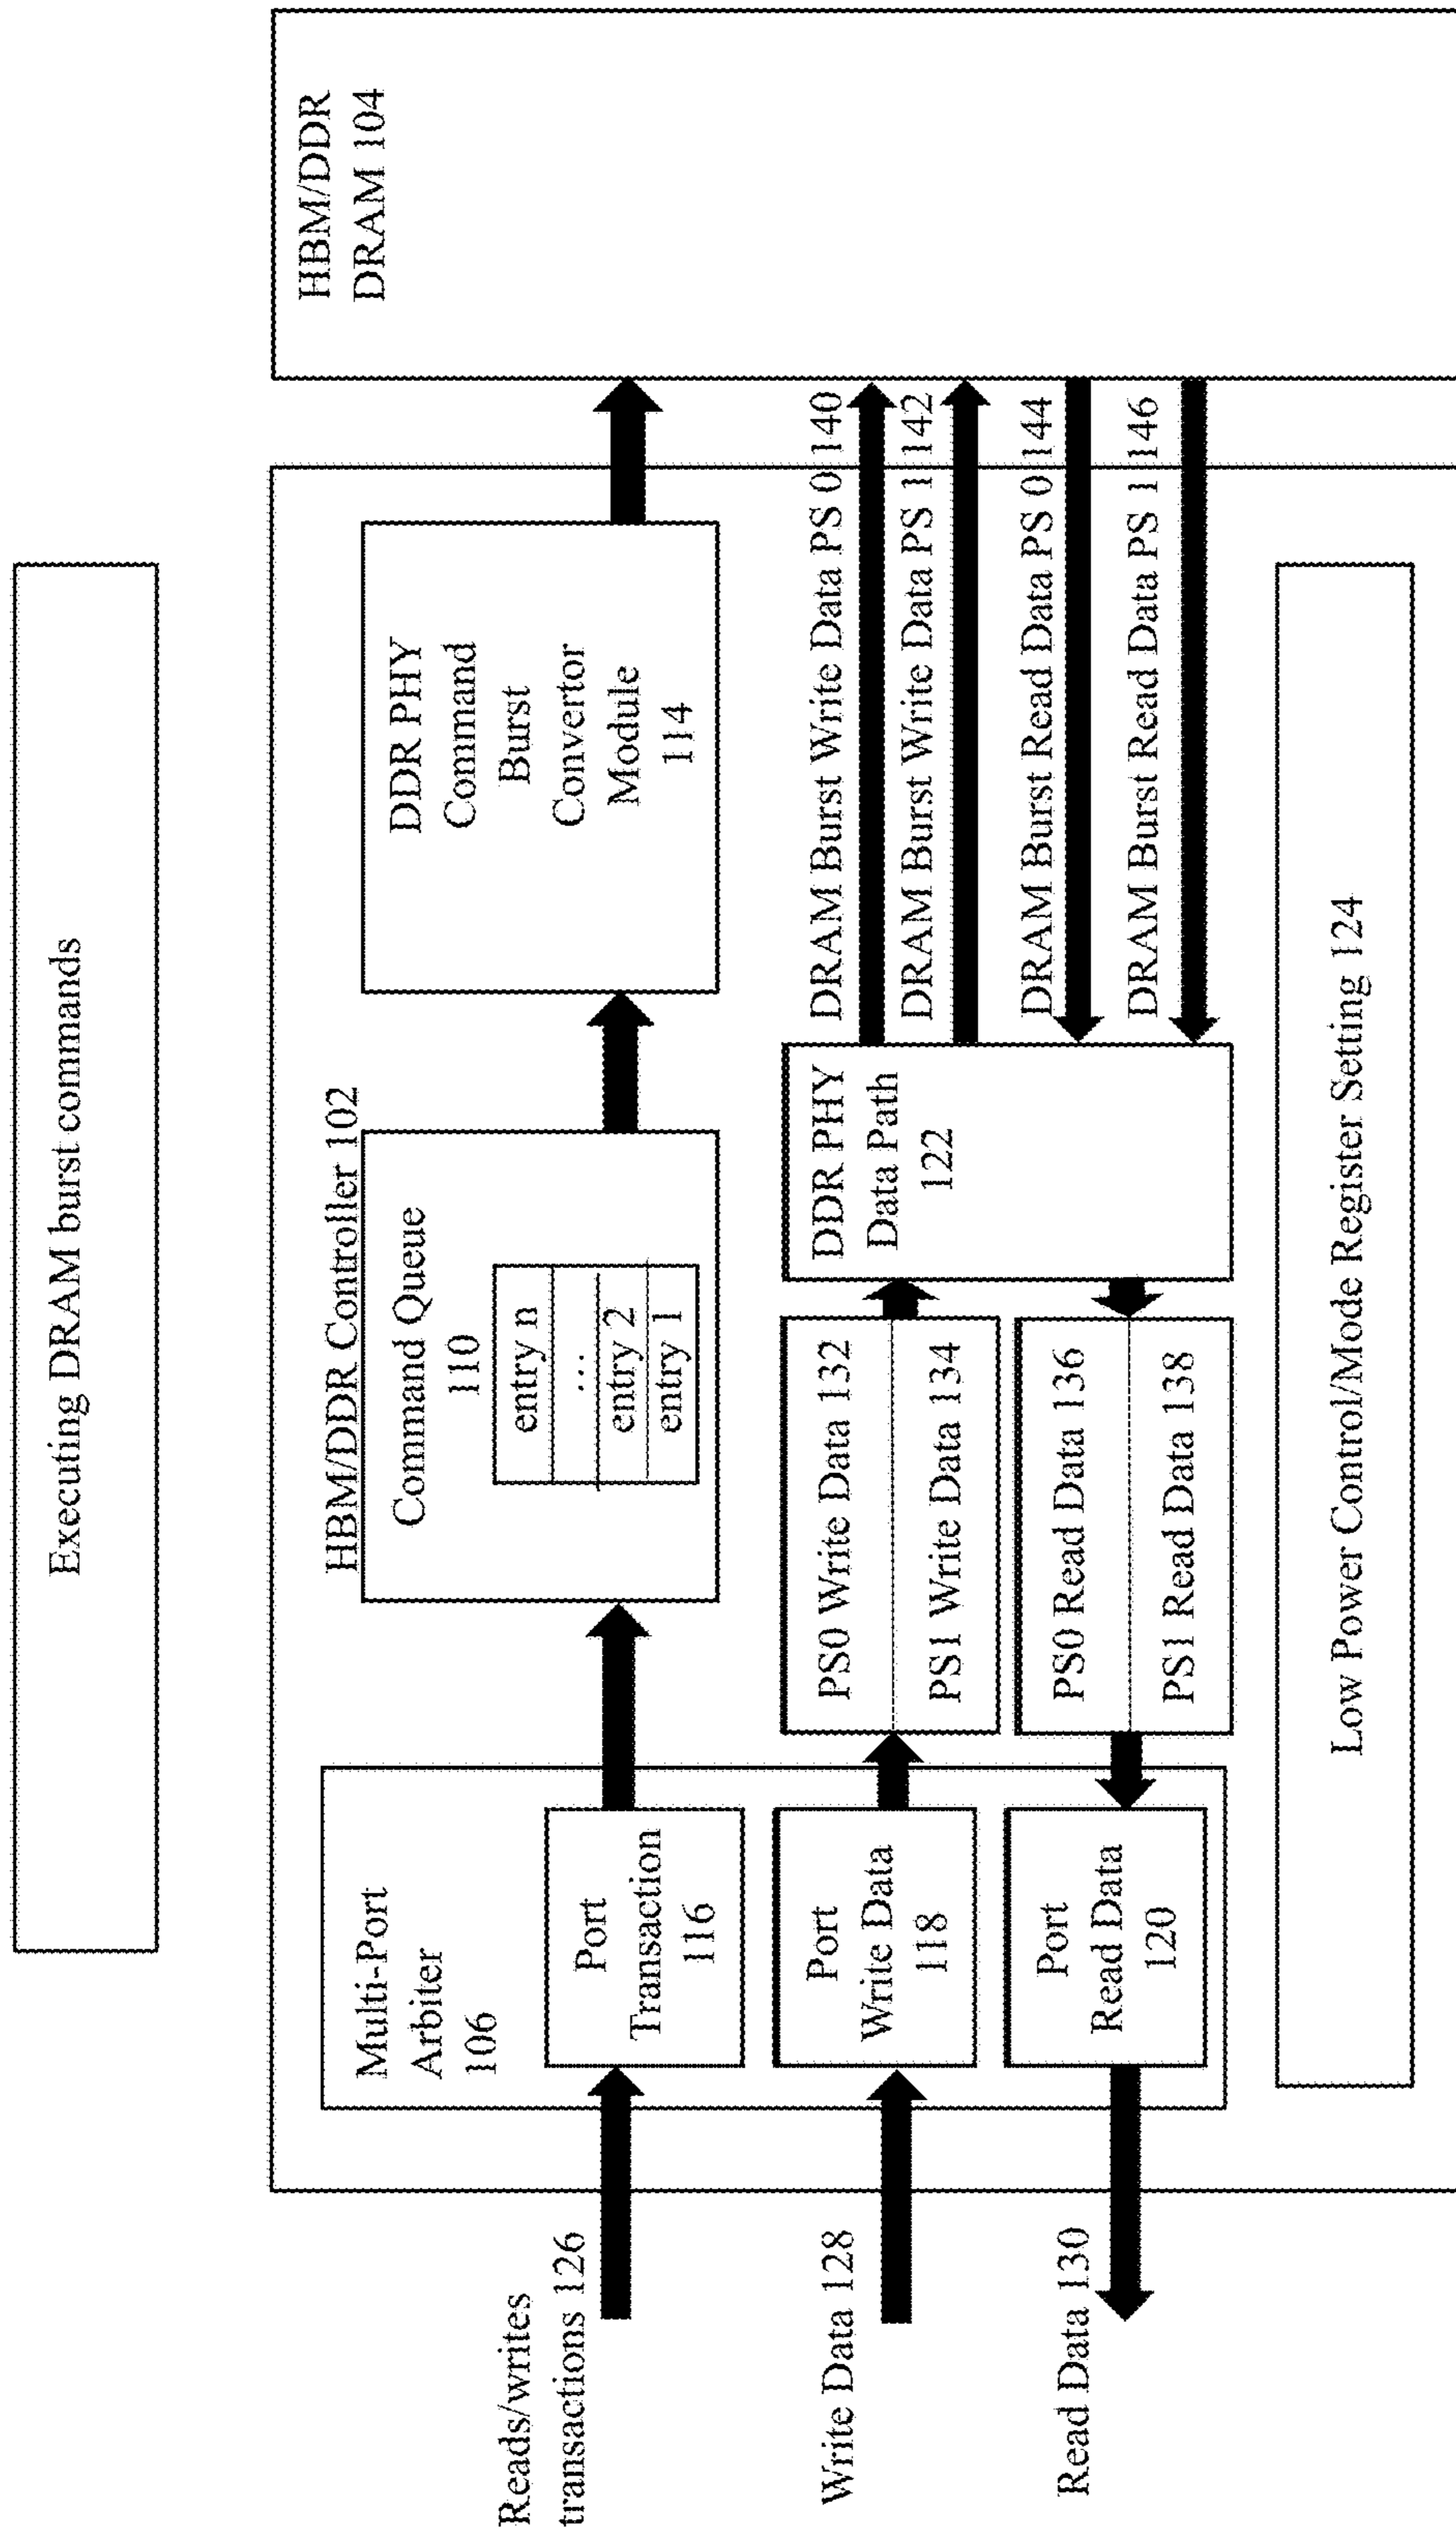 Executing DRAM burst commands
HBM/DDR
DRAM 104
HBM/DDR Controller 102
Multi-Port
Arbiter
106
Command Queue
110
entry n
...
entry 2
entry 1
DDR PHY
Command
Burst
Convertor
Module
114
Reads/writes
transactions 126
Port
Transaction
116
Write Data 128
Port
Write Data
118
PS0 Write Data 132
PS1 Write Data 134
DDR PHY
Data Path
122
DRAM Burst Write Data PS 0 140
DRAM Burst Write Data PS 1 142
DRAM Burst Read Data PS 0 144
DRAM Burst Read Data PS 1 146
Read Data 130
Port
Read Data
120
PS0 Read Data 136
PS1 Read Data 138
Low Power Control/Mode Register Setting 124